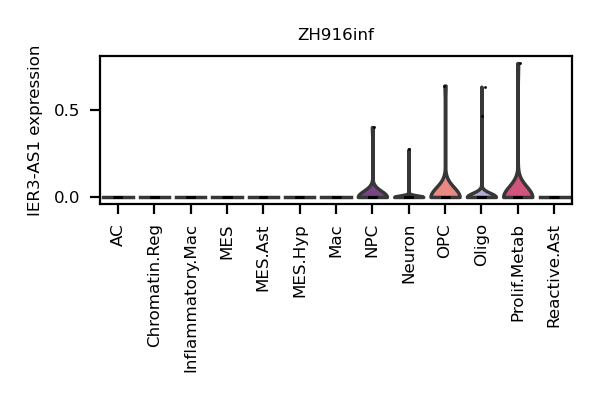 ZH916inf
IER3-AS1 expression
0.5
0.0
AC
Chromatin.Reg
Inflammatory.Mac
MES
MES.Ast
MES.Hyp
Mac
NPC
Neuron
OPC
Oligo
Prolif.Metab
Reactive.Ast